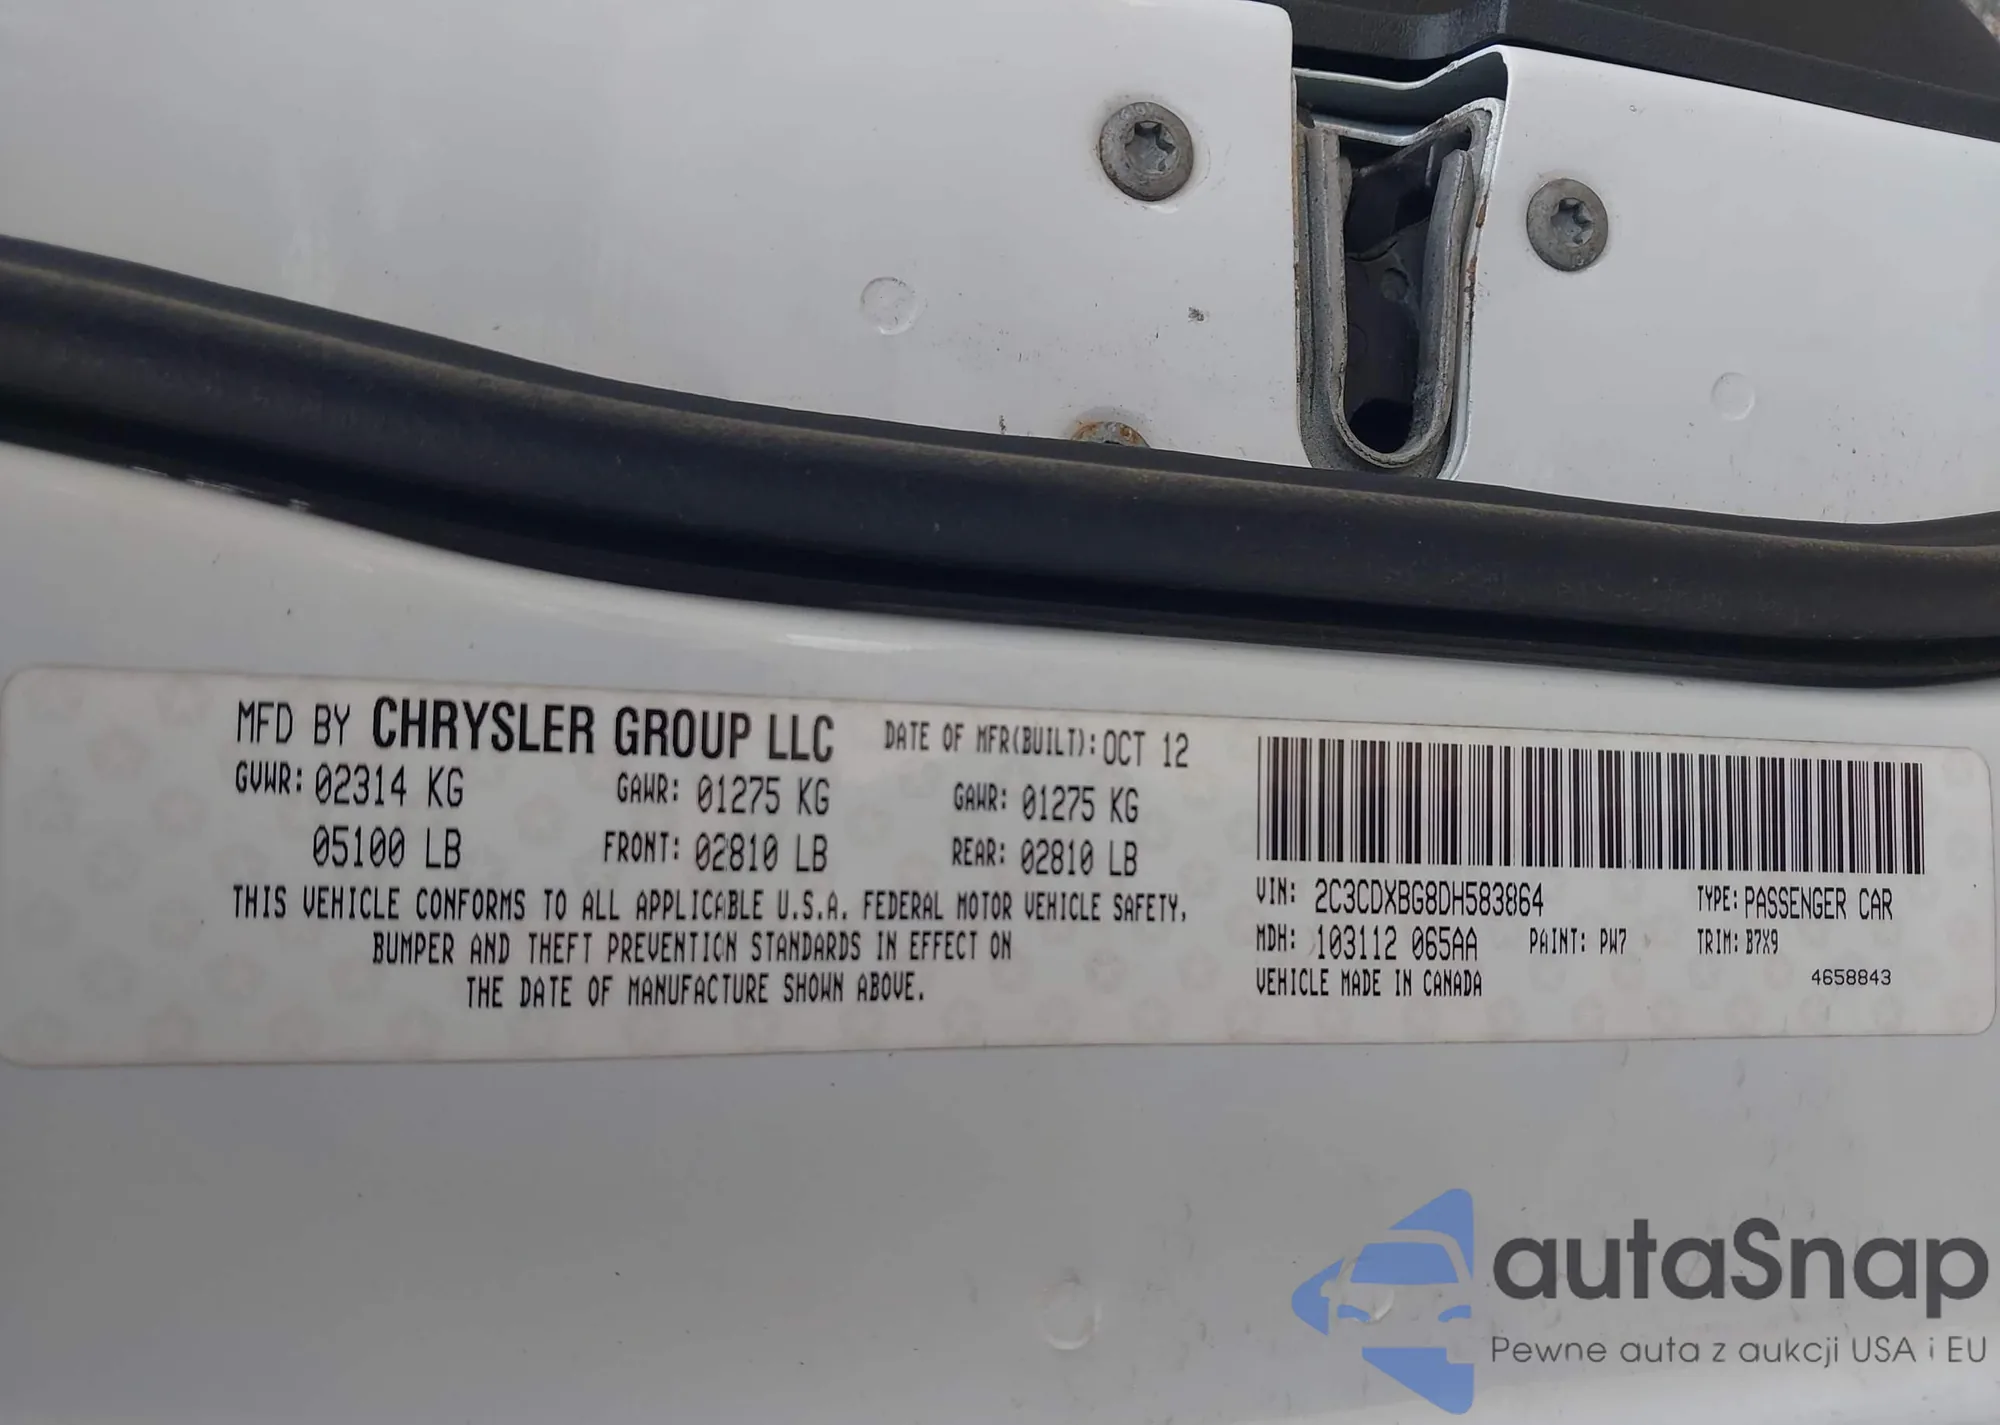 MFD BY CHRYSLER GROUP LLC DATE OF MFR(BUILT): OCT 12
GVWR: 02314 KG GAWR: 01275 KG GAWR: 01275 KG
05100 LB FRONT: 02810 LB REAR: 02810 LB
THIS VEHICLE CONFORMS TO ALL APPLICABLE U.S.A. FEDERAL MOTOR VEHICLE SAFETY,
BUMPER AND THEFT PREVENTION STANDARDS IN EFFECT ON
THE DATE OF MANUFACTURE SHOWN ABOVE.
VIN: 2C3CDXBG8DH583864 TYPE: PASSENGER CAR
MDH: 103112 065AA PAINT: PW7 TRIM: B7X9
VEHICLE MADE IN CANADA 4658843
autaSnap
Pewne auta z aukcji USA i EU